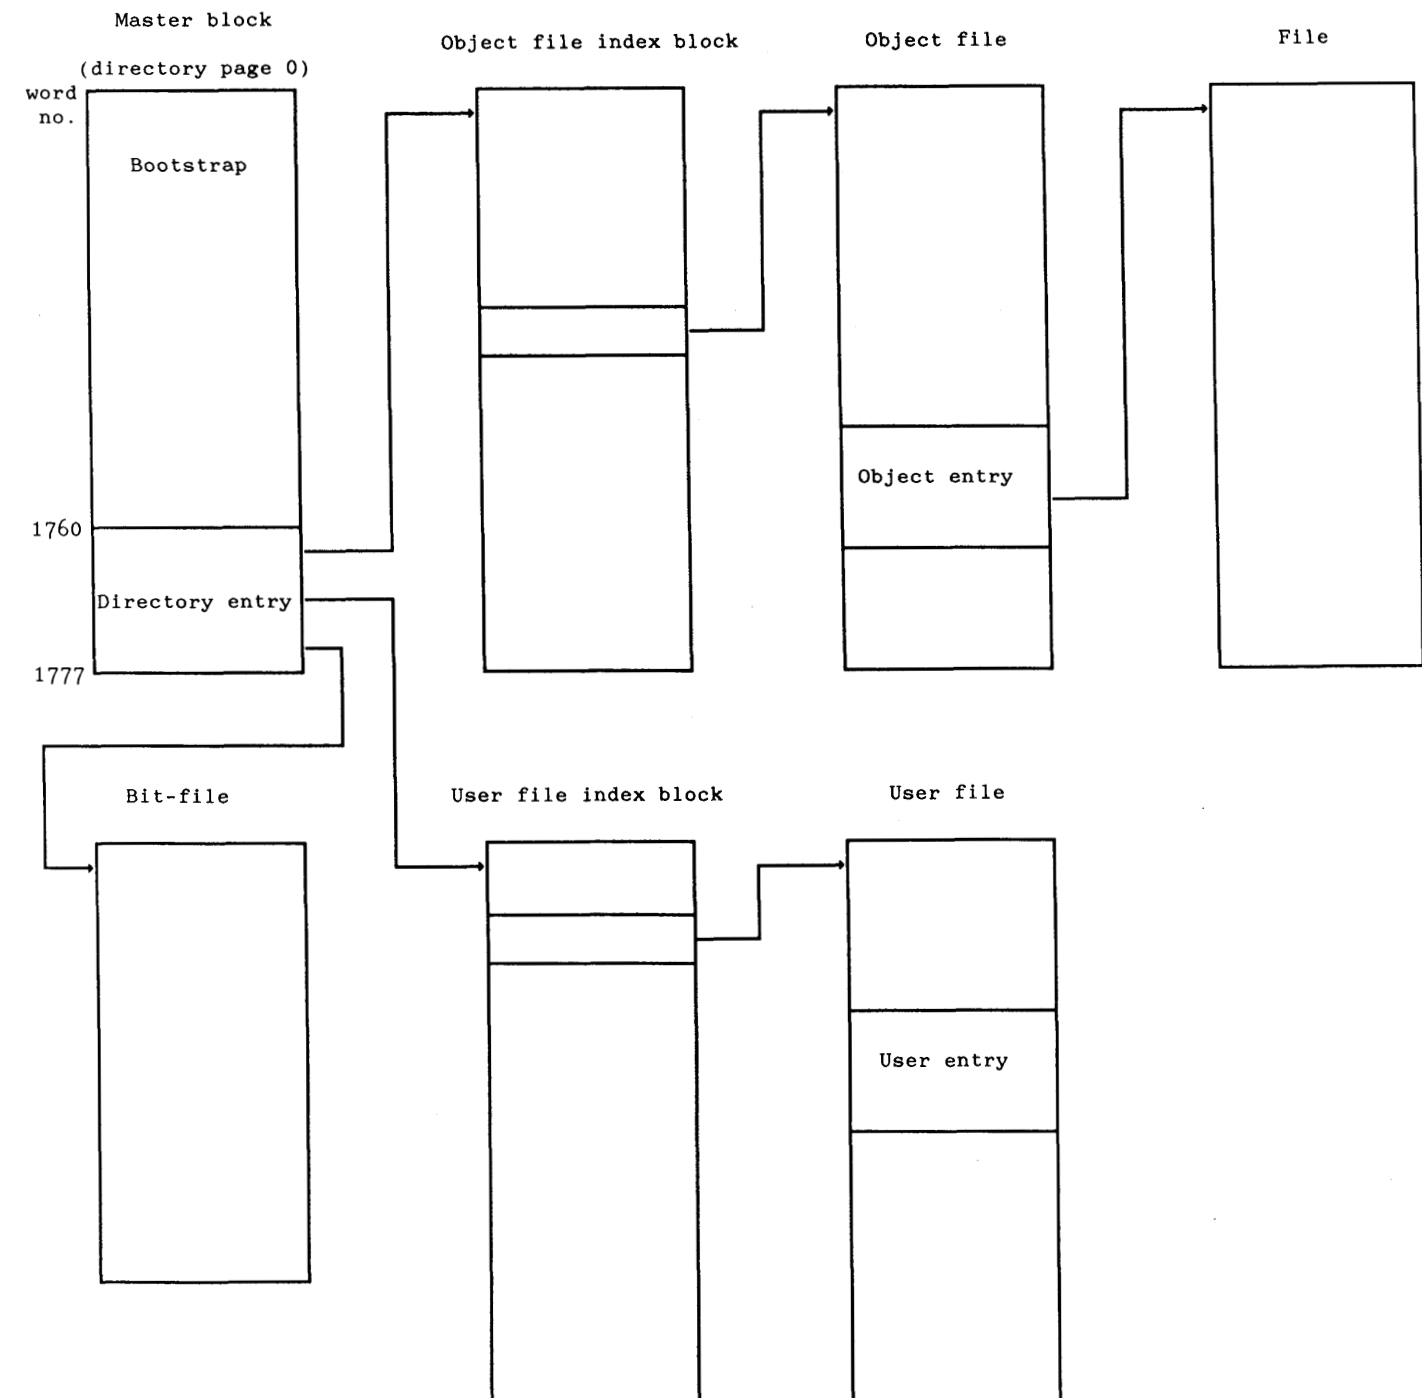 Master block
(directory page 0)
Object file index block
Object file
File
word
no.
Bootstrap
Object entry
1760
Directory entry
1777
Bit-file
User file index block
User file
User entry